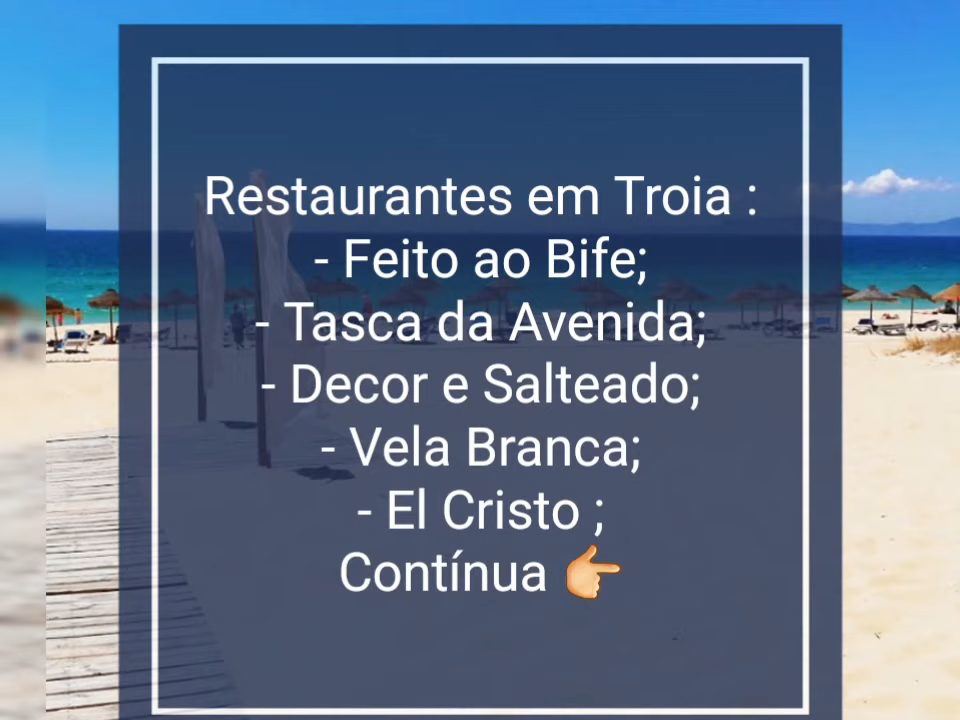 Restaurantes em Troia :
- Feito ao Bife;
- Tasca da Avenida;
- Decor e Salteado;
- Vela Branca;
- El Cristo ;
Contínua 👉